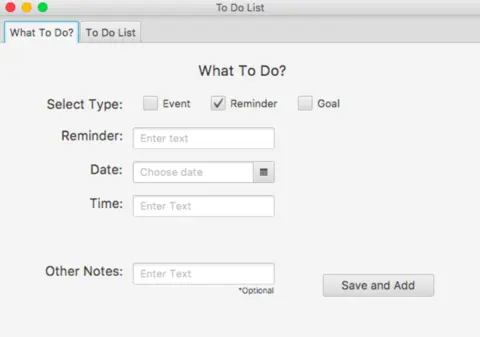 To Do List
What To Do? To Do List
What To Do?
Select Type: Event Reminder Goal
Reminder: Enter text
Date: Choose date
Time: Enter Text
Other Notes: Enter Text
*Optional
Save and Add